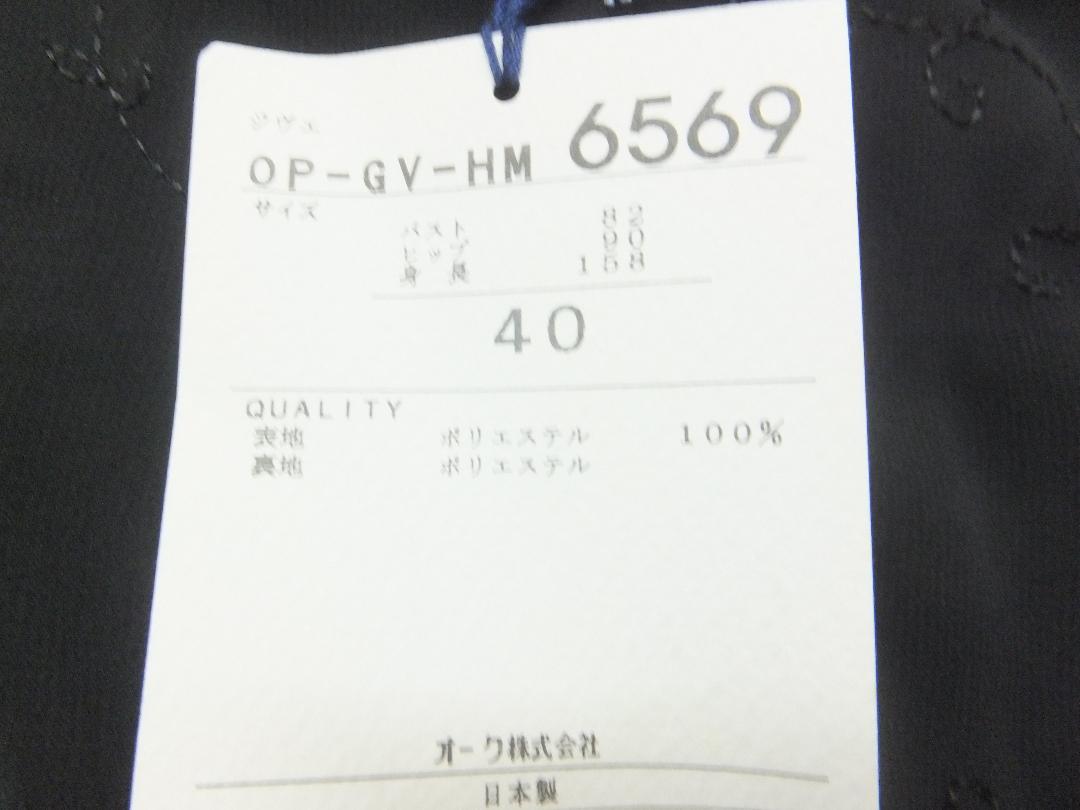 ジヴェ
OP-GV-HM 6569
サイズ
バスト 82
ヒップ 90
身長 158
40
QUALITY
表地 ポリエステル 100%
裏地 ポリエステル
オーク株式会社
日本製